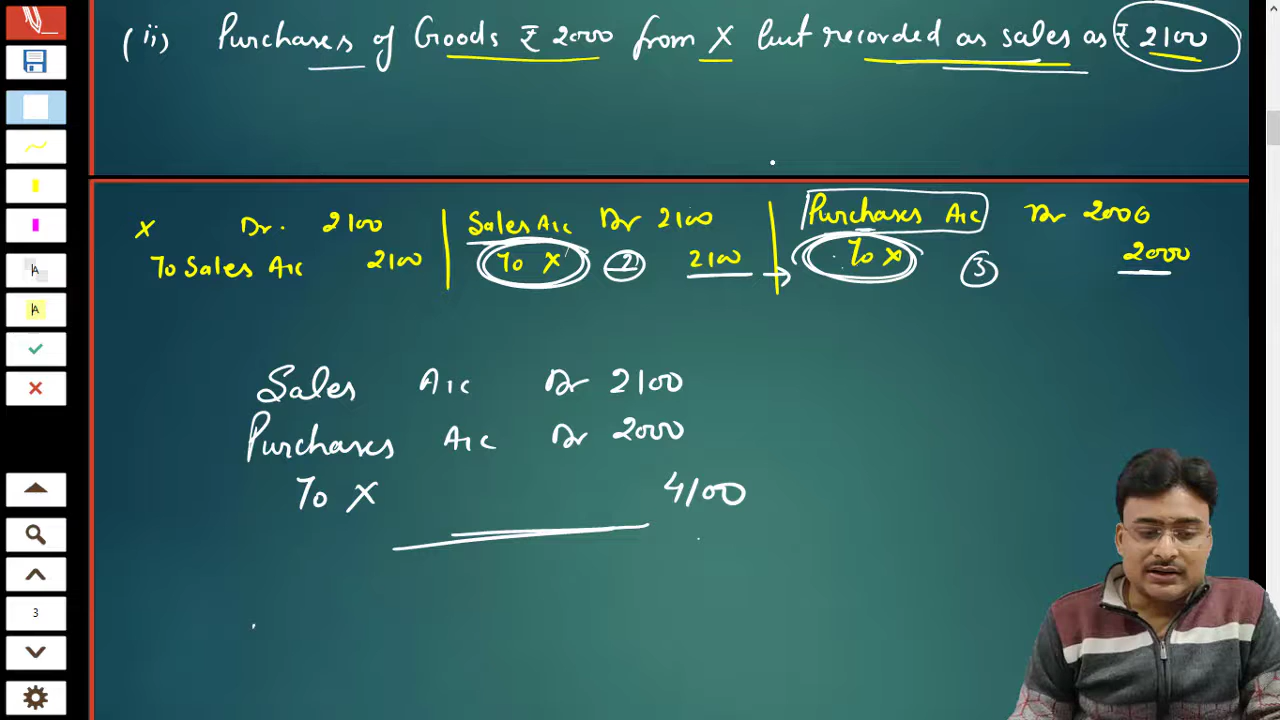 (ii) Purchases of Goods ₹ 2000 from X but recorded as sales as ₹ 2100
X Dr. 2100
To Sales A/c 2100
Sales A/c Dr 2100
To X ② 2100
Purchases A/c Dr 2000
To X ③ 2000
Sales A/c Dr 2100
Purchases A/c Dr 2000
To X 4100
A
A
3